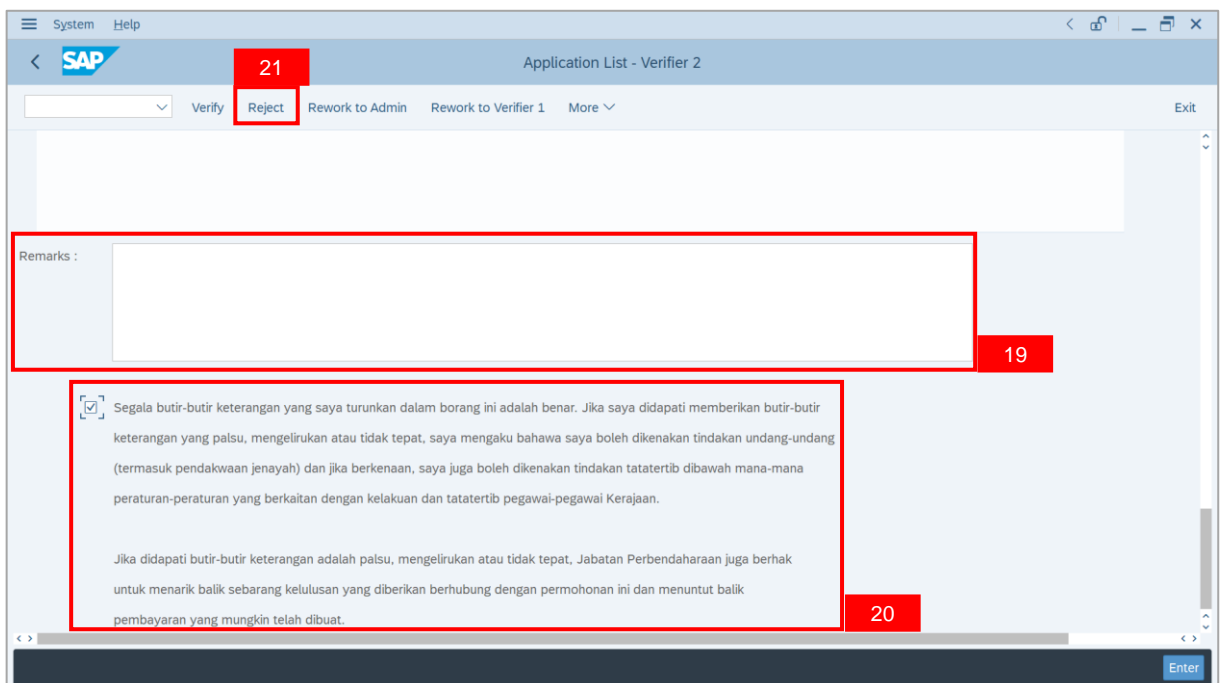 System Help
SAP
21
Application List - Verifier 2
Verify Reject Rework to Admin Rework to Verifier 1 More Exit
Remarks :
19
Segala butir-butir keterangan yang saya turunkan dalam borang ini adalah benar. Jika saya didapati memberikan butir-butir
keterangan yang palsu, mengelirukan atau tidak tepat, saya mengaku bahawa saya boleh dikenakan tindakan undang-undang
(termasuk pendakwaan jenayah) dan jika berkenaan, saya juga boleh dikenakan tindakan tatatertib dibawah mana-mana
peraturan-peraturan yang berkaitan dengan kelakuan dan tatatertib pegawai-pegawai Kerajaan.
Jika didapati butir-butir keterangan adalah palsu, mengelirukan atau tidak tepat, Jabatan Perbendaharaan juga berhak
untuk menarik balik sebarang kelulusan yang diberikan berhubung dengan permohonan ini dan menuntut balik
pembayaran yang mungkin telah dibuat.
20
Enter